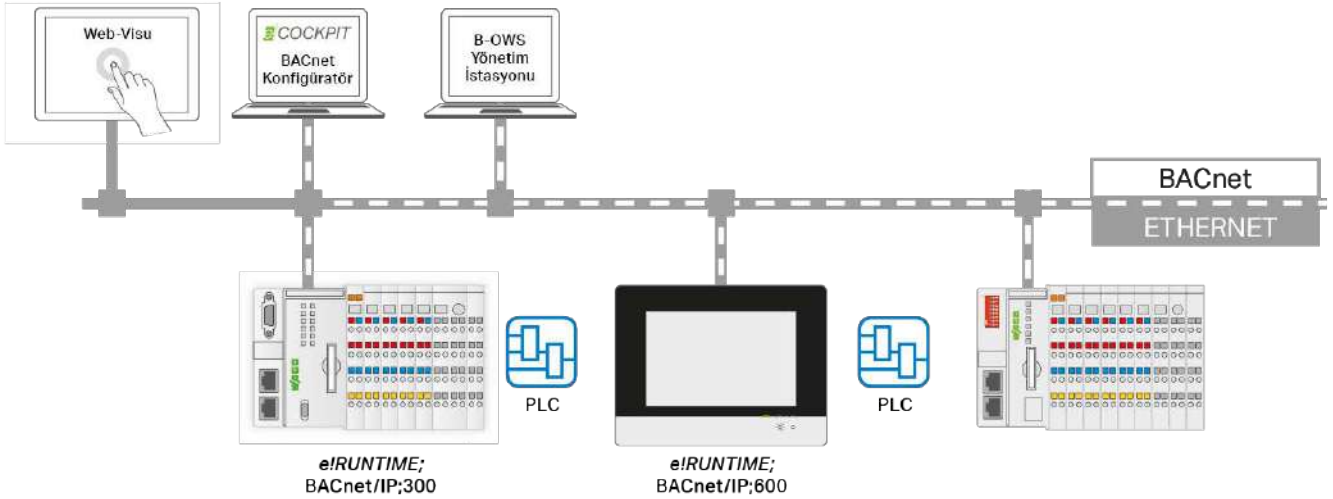 Web-Visu
e!COCKPIT
BACnet
Konfigüratör
B-OWS
Yönetim
İstasyonu
BACnet
ETHERNET
WAGO
PLC
PLC
e!RUNTIME;
BACnet/IP;300
e!RUNTIME;
BACnet/IP;600